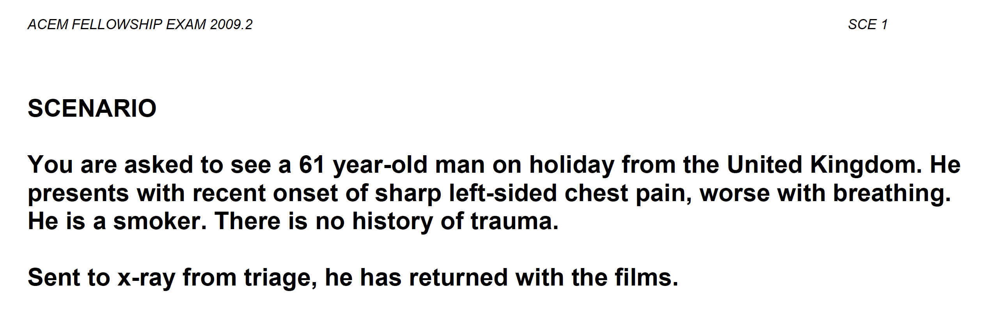 ACEM FELLOWSHIP EXAM 2009.2 SCE 1
SCENARIO
You are asked to see a 61 year-old man on holiday from the United Kingdom. He
presents with recent onset of sharp left-sided chest pain, worse with breathing.
He is a smoker. There is no history of trauma.
Sent to x-ray from triage, he has returned with the films.